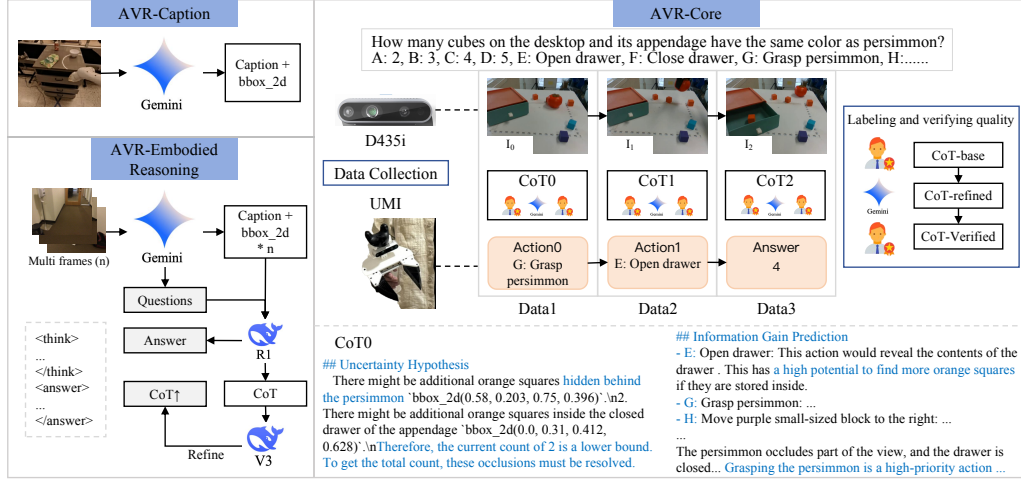 AVR-Caption
Gemini
Caption +
bbox_2d
AVR-Embodied
Reasoning
Multi frames (n)
Gemini
Caption +
bbox_2d
* n
Questions
Answer
R1
<think>
...
</think>
<answer>
...
</answer>
CoT↑
CoT
Refine
V3
AVR-Core
How many cubes on the desktop and its appendage have the same color as persimmon?
A: 2, B: 3, C: 4, D: 5, E: Open drawer, F: Close drawer, G: Grasp persimmon, H:......
D435i
Data Collection
UMI
I0
I1
I2
CoT0
Gemini
CoT1
Gemini
CoT2
Gemini
Action0
G: Grasp
persimmon
Action1
E: Open drawer
Answer
4
Data1
Data2
Data3
Labeling and verifying quality
Gemini
CoT-base
CoT-refined
CoT-Verified
CoT0
## Uncertainty Hypothesis
There might be additional orange squares hidden behind
the persimmon `bbox_2d(0.58, 0.203, 0.75, 0.396)`.\n2.
There might be additional orange squares inside the closed
drawer of the appendage `bbox_2d(0.0, 0.31, 0.412,
0.628)`.\nTherefore, the current count of 2 is a lower bound.
To get the total count, these occlusions must be resolved.
## Information Gain Prediction
- E: Open drawer: This action would reveal the contents of the
drawer . This has a high potential to find more orange squares
if they are stored inside.
- G: Grasp persimmon: ...
- H: Move purple small-sized block to the right: ...
...
The persimmon occludes part of the view, and the drawer is
closed... Grasping the persimmon is a high-priority action ...